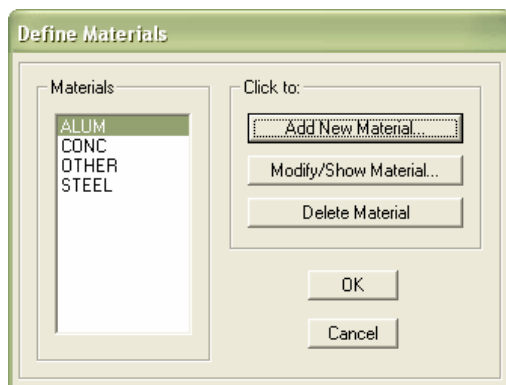 Define Materials
Materials
ALUM
CONC
OTHER
STEEL
Click to:
Add New Material...
Modify/Show Material...
Delete Material
OK
Cancel